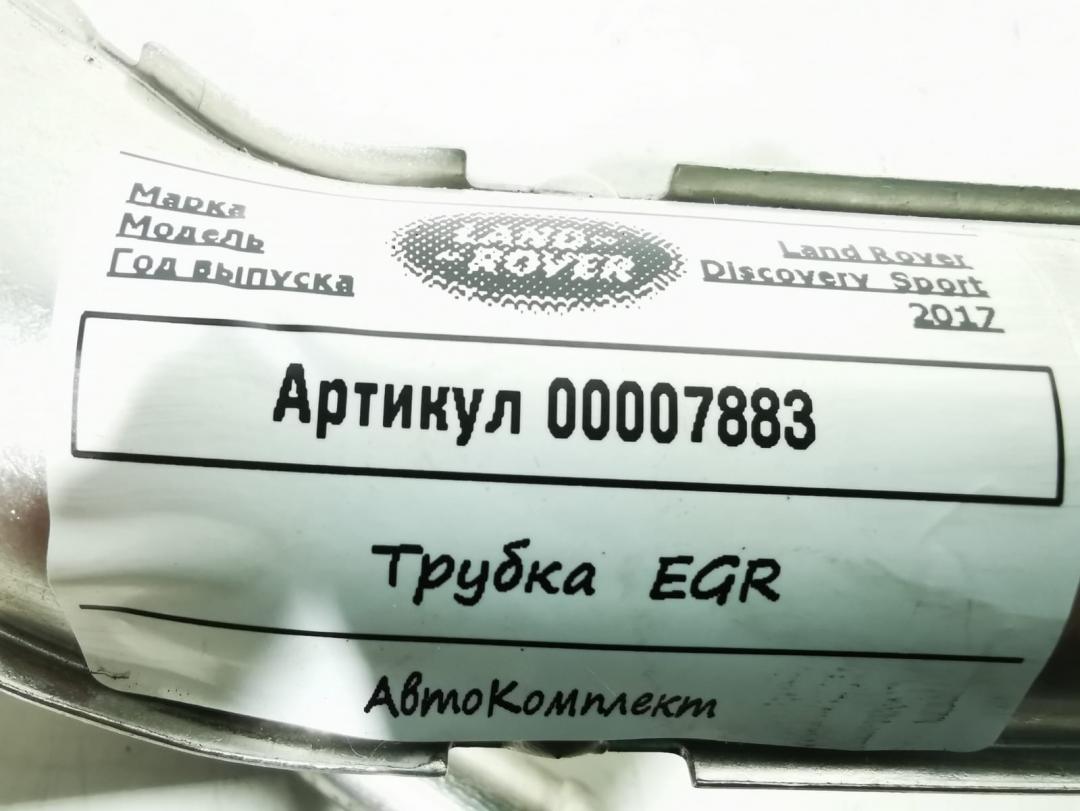 Марка
Модель
Год выпуска
LAND-
ROVER
Land Rover
Discovery Sport
2017
Артикул 00007883
Трубка EGR
АвтоКомплект